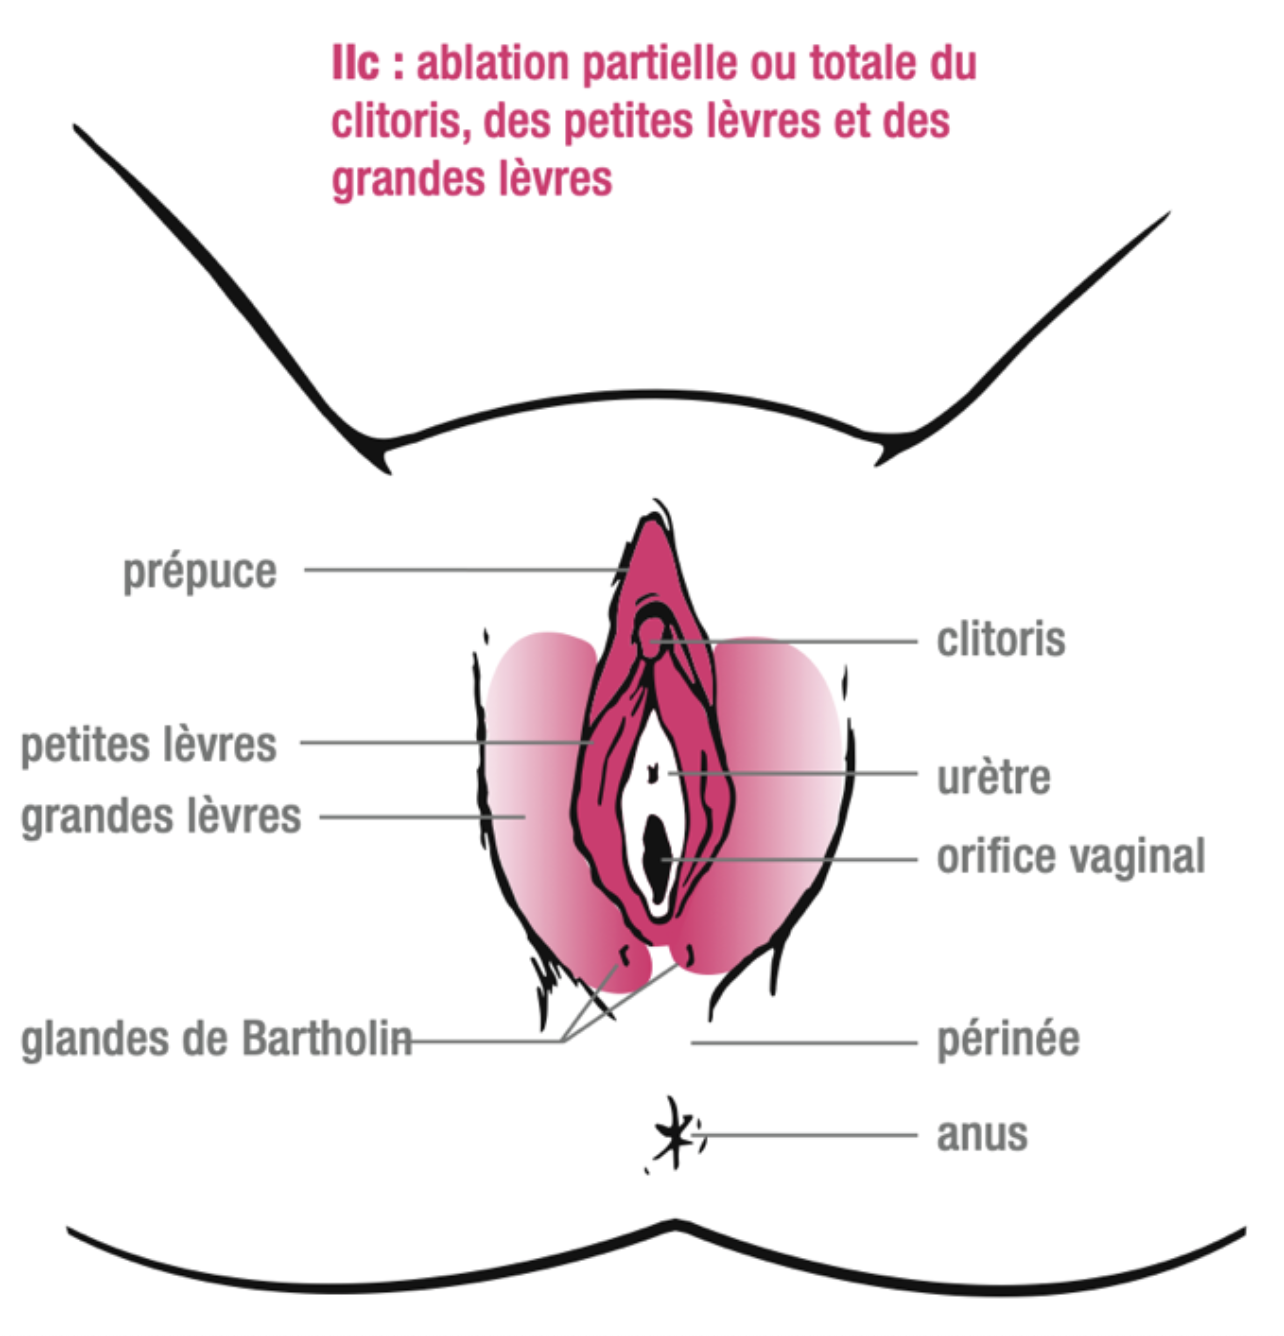 IIc : ablation partielle ou totale du
clitoris, des petites lèvres et des
grandes lèvres
prépuce
clitoris
petites lèvres
urètre
grandes lèvres
orifice vaginal
glandes de Bartholin
périnée
anus